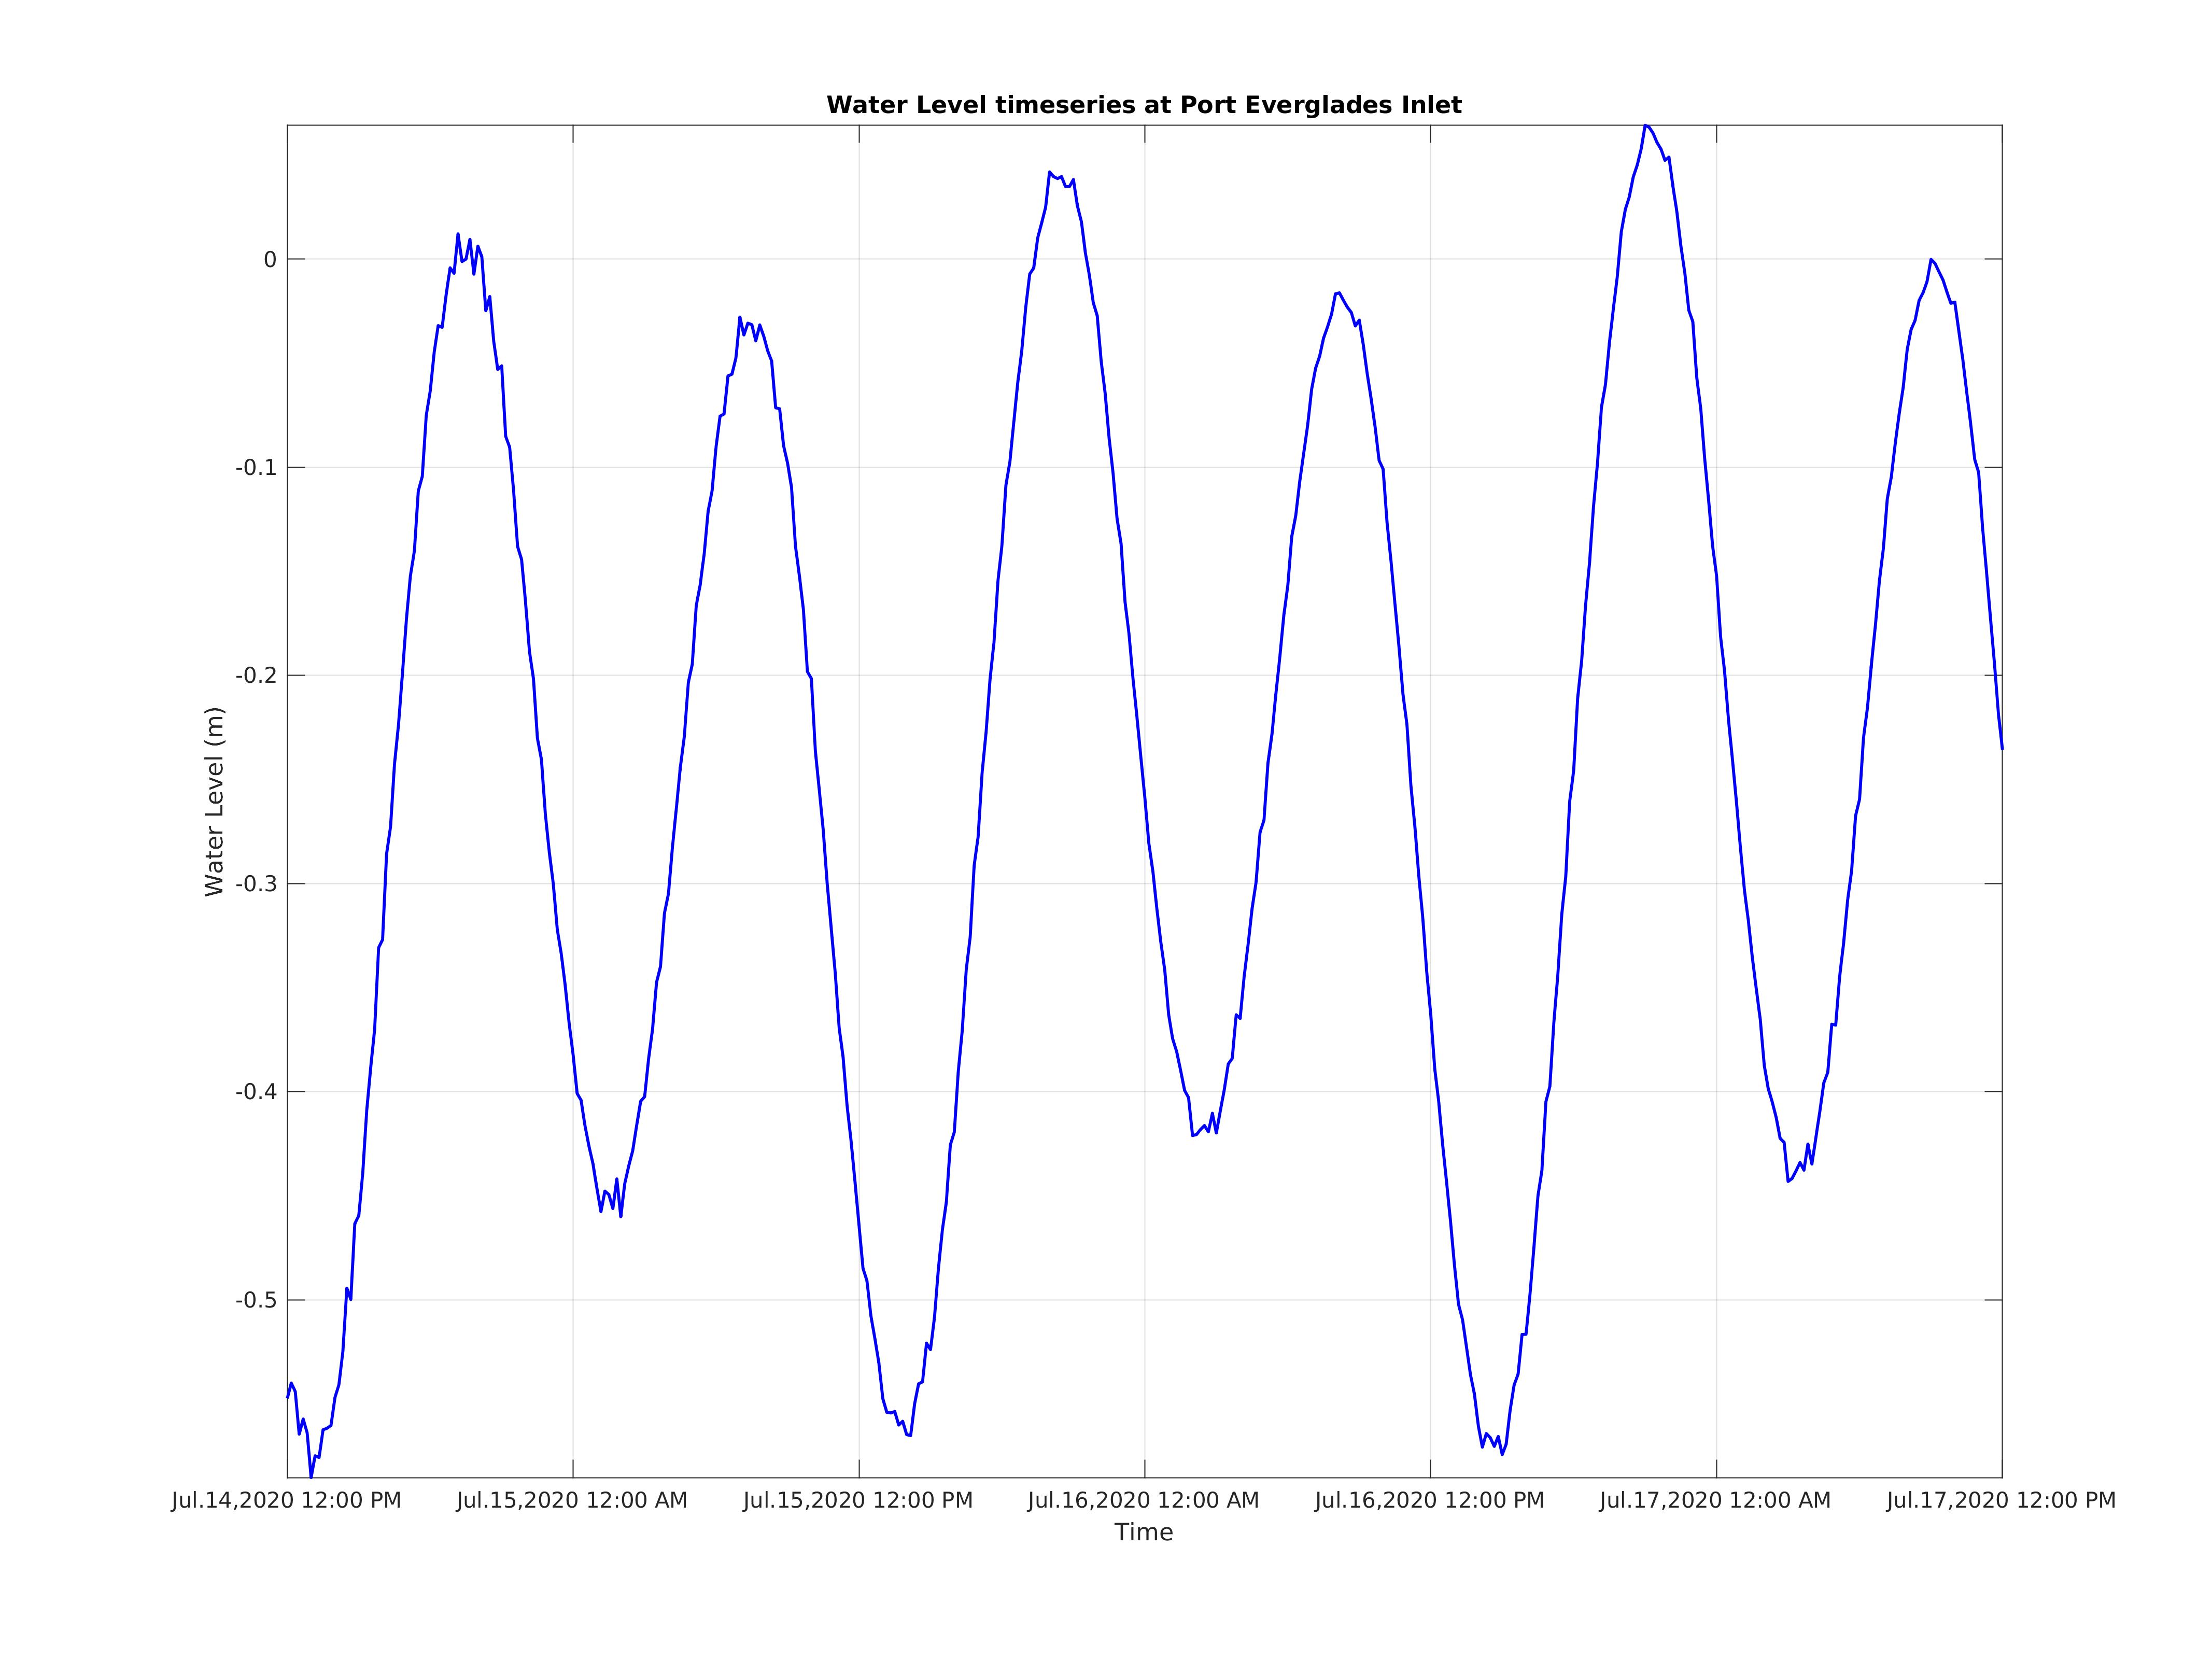 Water Level timeseries at Port Everglades Inlet
0
-0.1
-0.2
-0.3
-0.4
-0.5
Water Level (m)
Jul.14,2020 12:00 PM Jul.15,2020 12:00 AM Jul.15,2020 12:00 PM Jul.16,2020 12:00 AM Jul.16,2020 12:00 PM Jul.17,2020 12:00 AM Jul.17,2020 12:00 PM
Time